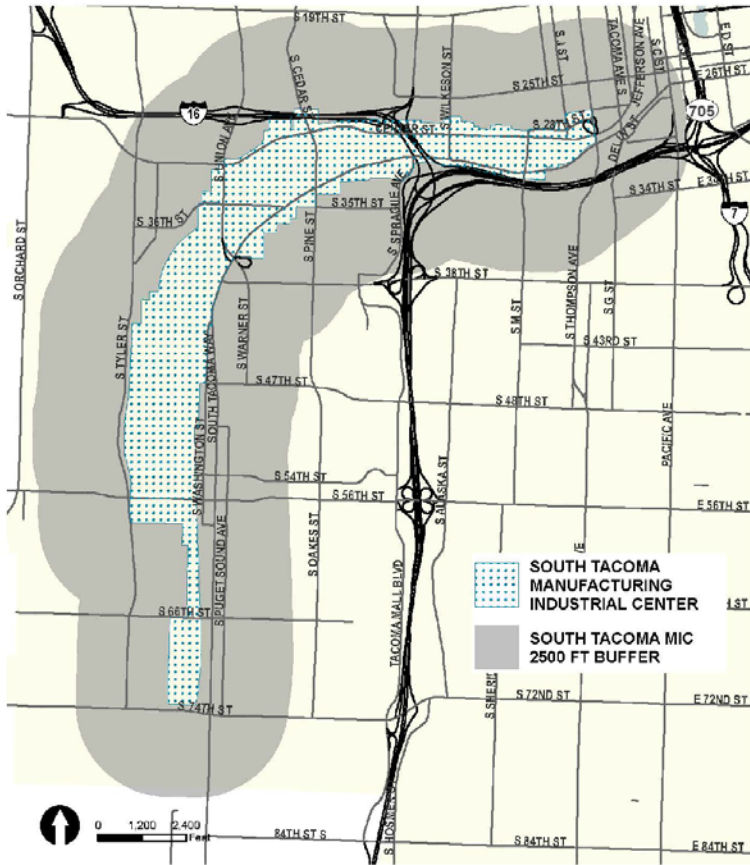 S 19TH ST
S CEDAR ST
S WILKESON ST
S J ST
TACOMA AVE S
JEFFERSON AVE
S C ST
E D ST
S 25TH ST
E 26TH ST
16
705
S UNION AVE
S 28TH ST
DELIN ST
S 34TH ST
7
S 36TH ST
S 35TH ST
S PINE ST
S SPRAGUE AVE
S ORCHARD ST
S 38TH ST
S TYLER ST
S WARNER ST
S M ST
S THOMPSON AVE
S G ST
S 43RD ST
SOUTH TACOMA WAY
S 47TH ST
S 48TH ST
PACIFIC AVE
S WASHINGTON ST
S 54TH ST
S 56TH ST
S ALASKA ST
E 56TH ST
S PUGET SOUND AVE
S OAKES ST
TACOMA MALL BLVD
SOUTH TACOMA
MANUFACTURING
INDUSTRIAL CENTER
S 66TH ST
SOUTH TACOMA MIC
2500 FT BUFFER
S 74TH ST
S 72ND ST
E 72ND ST
0 1,200 2,400
Feet
84TH ST S
S 84TH ST
E 84TH ST